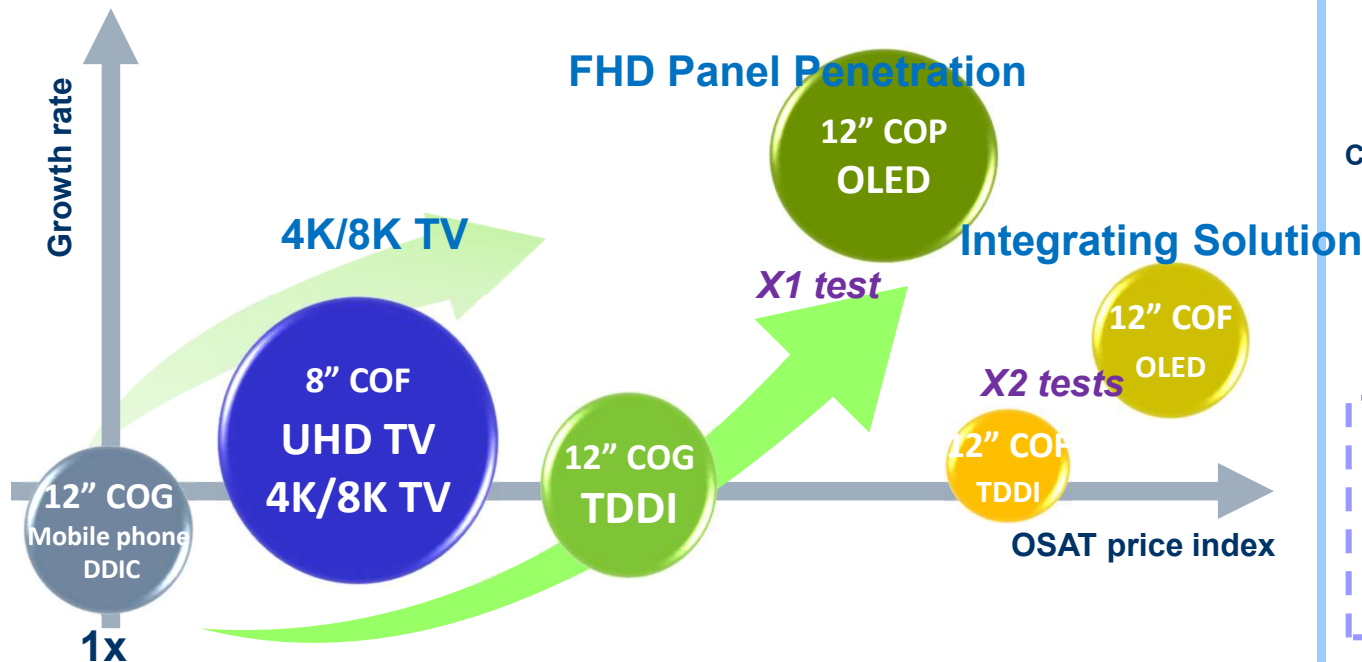 Growth rate
FHD Panel Penetration
12” COP
OLED
4K/8K TV
Integrating Solution
X1 test
12” COF
OLED
8” COF
UHD TV
4K/8K TV
X2 tests
12” COG
TDDI
12” COF
TDDI
12” COG
Mobile phone
DDIC
OSAT price index
1x